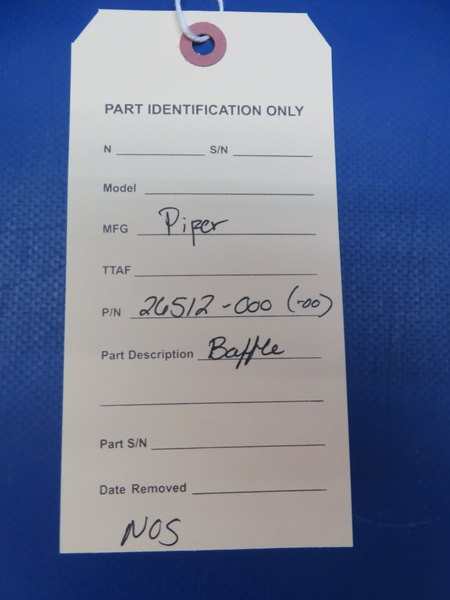 PART IDENTIFICATION ONLY
N S/N
Model
MFG Piper
TTAF
P/N 26512-000 (-00)
Part Description Baffle
Part S/N
Date Removed
NOS